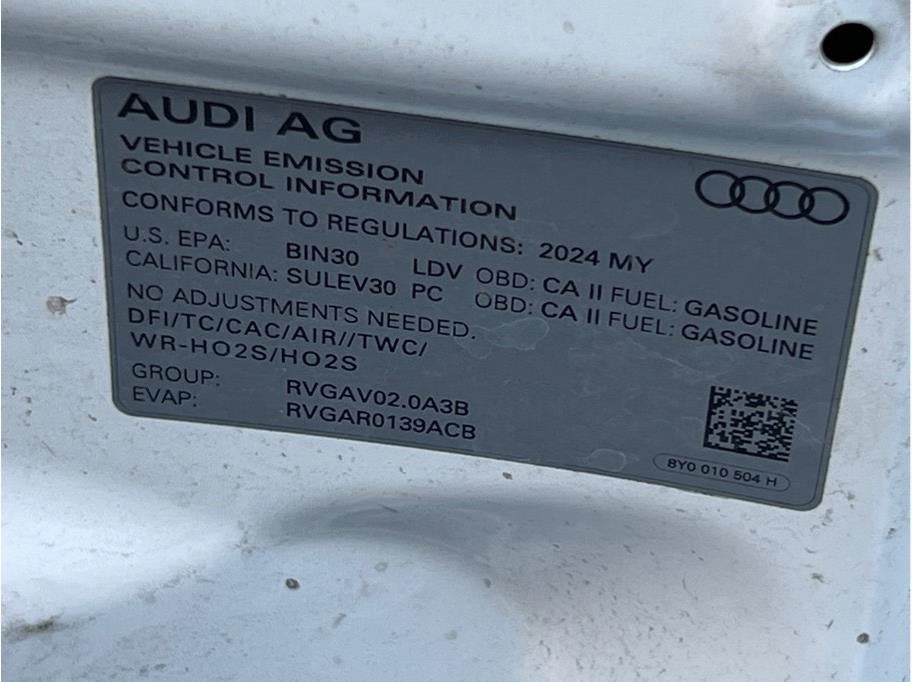 AUDI AG
VEHICLE EMISSION
CONTROL INFORMATION
CONFORMS TO REGULATIONS: 2024 MY
U.S. EPA: BIN30 LDV OBD: CA II FUEL: GASOLINE
CALIFORNIA: SULEV30 PC OBD: CA II FUEL: GASOLINE
NO ADJUSTMENTS NEEDED.
DFI/TC/CAC/AIR//TWC/
WR-HO2S/HO2S
GROUP: RVGAV02.0A3B
EVAP: RVGAR0139ACB
8Y0 010 504 H